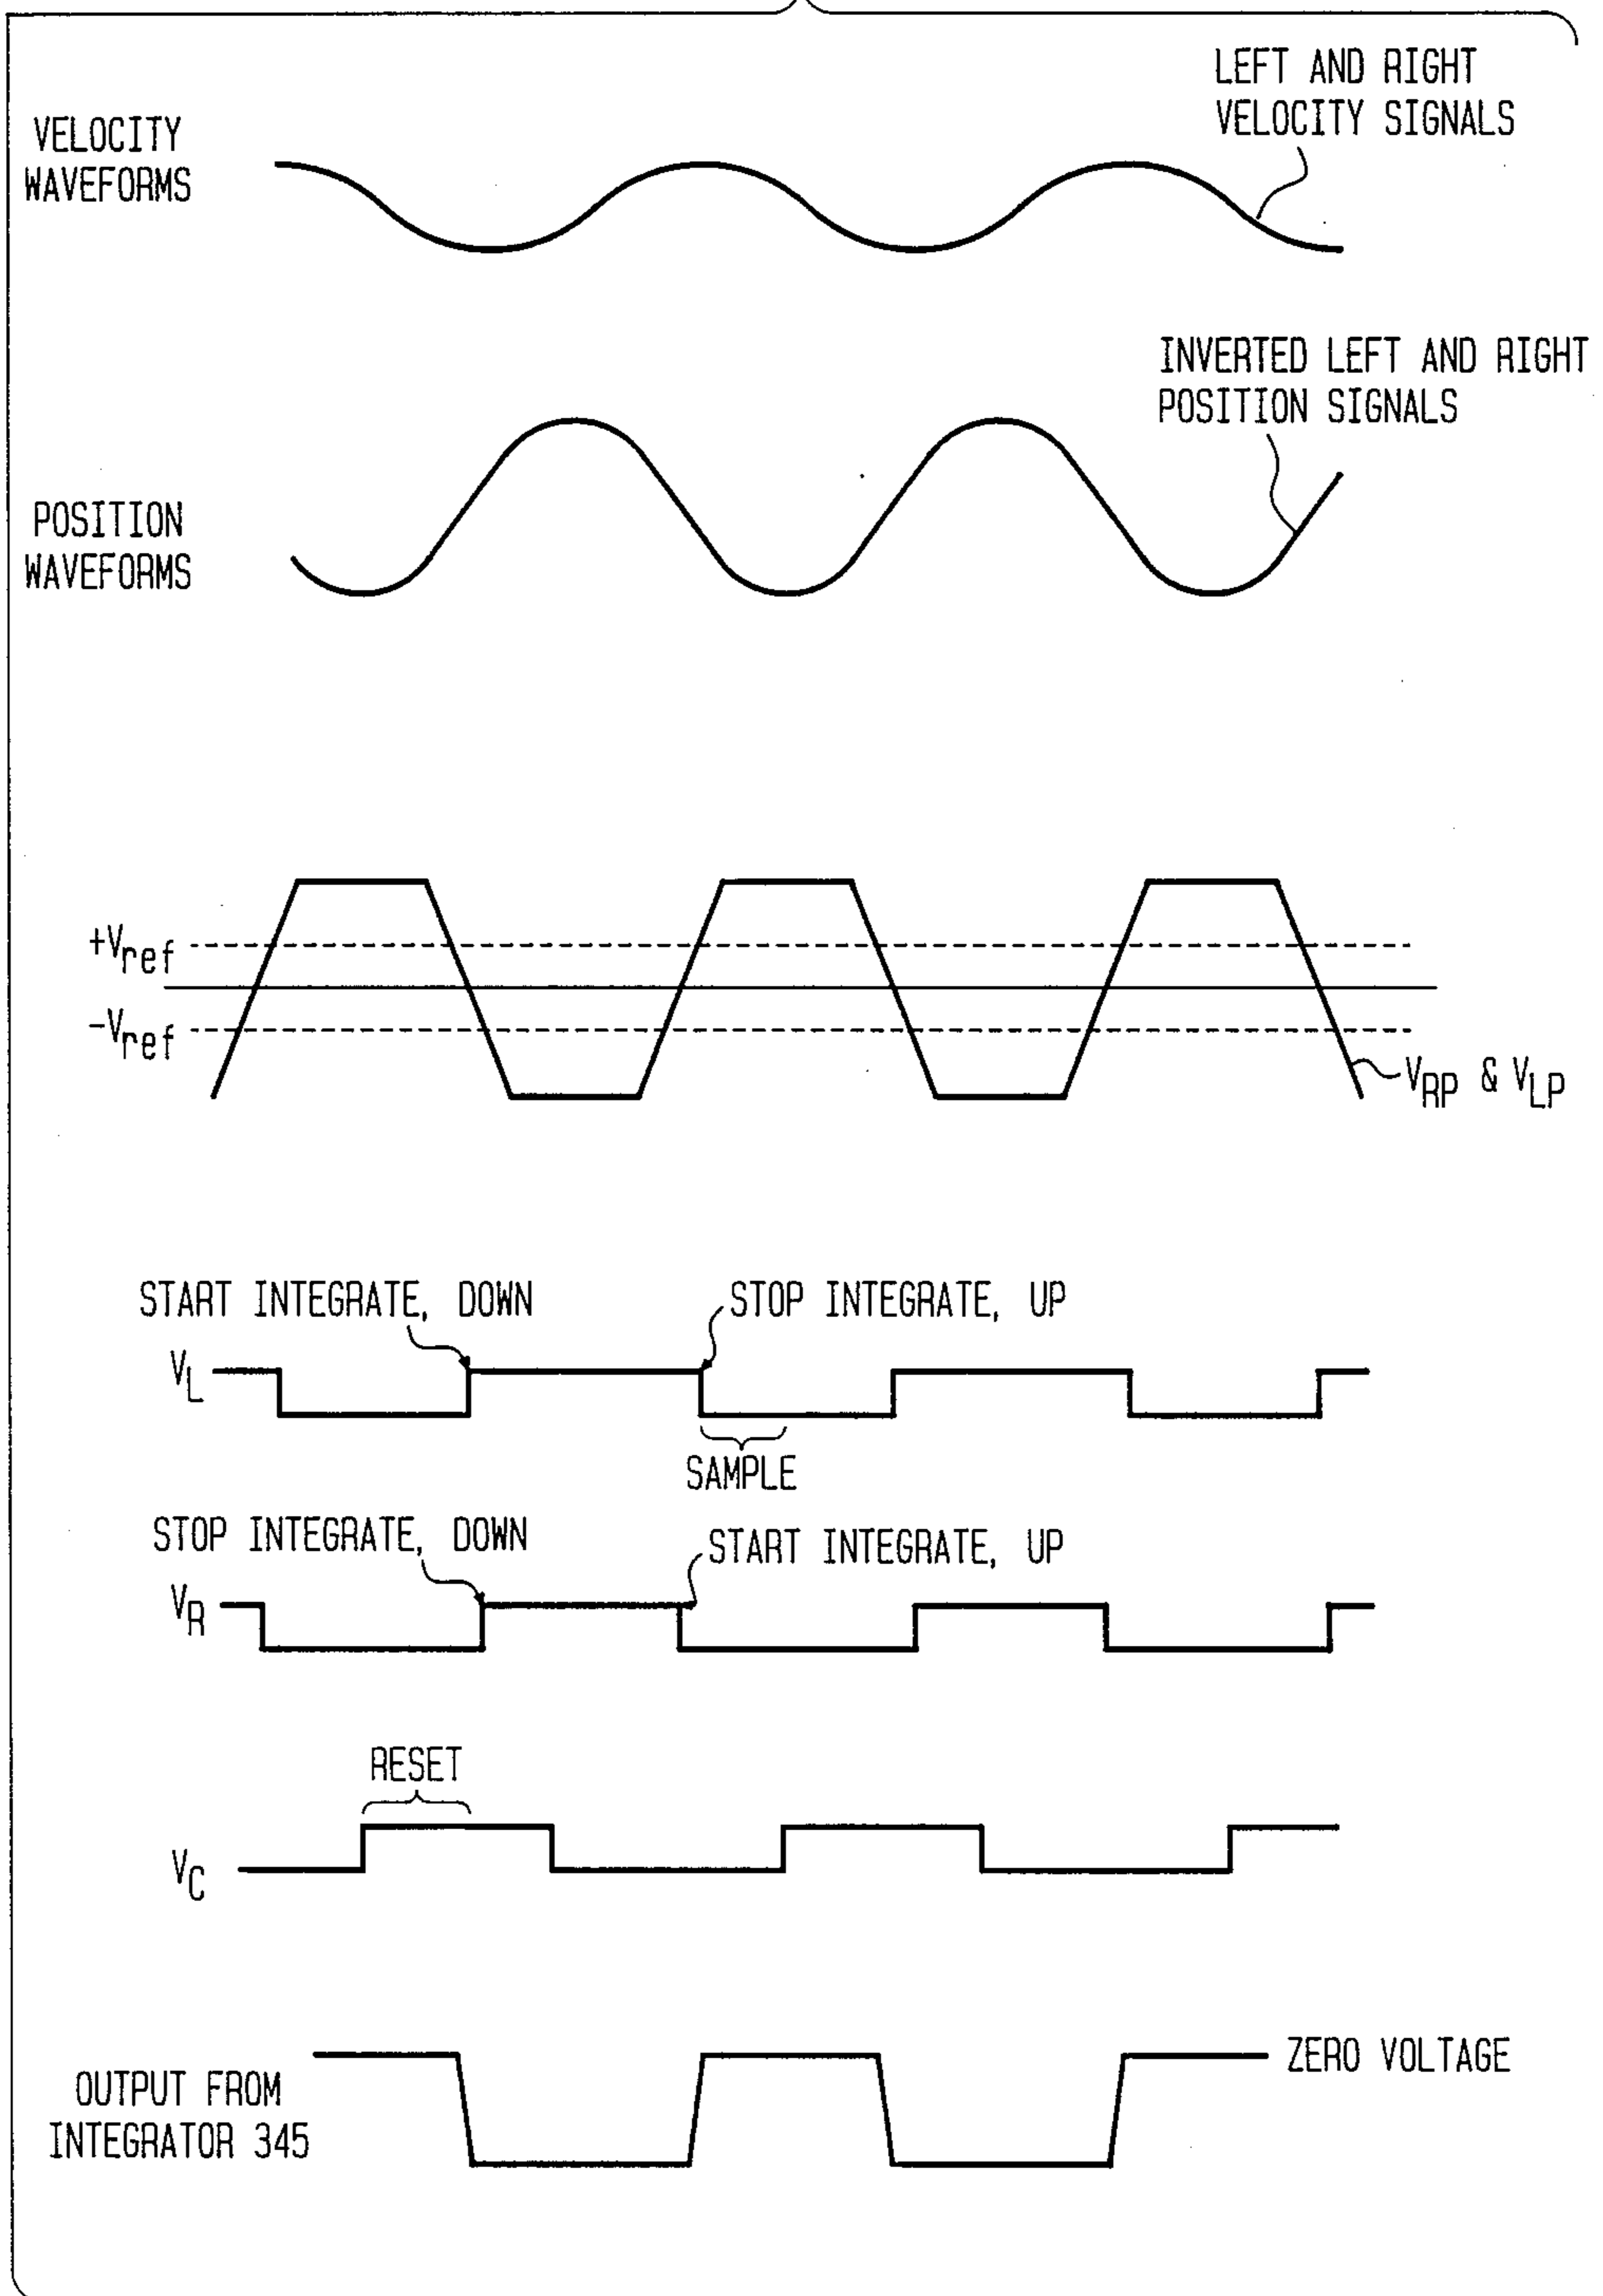 LEFT AND RIGHT
VELOCITY SIGNALS
VELOCITY
WAVEFORMS
INVERTED LEFT AND RIGHT
POSITION SIGNALS
POSITION
WAVEFORMS
+Vref
-Vref
VRP & VLP
START INTEGRATE, DOWN
STOP INTEGRATE, UP
VL
SAMPLE
STOP INTEGRATE, DOWN
START INTEGRATE, UP
VR
RESET
VC
ZERO VOLTAGE
OUTPUT FROM
INTEGRATOR 345